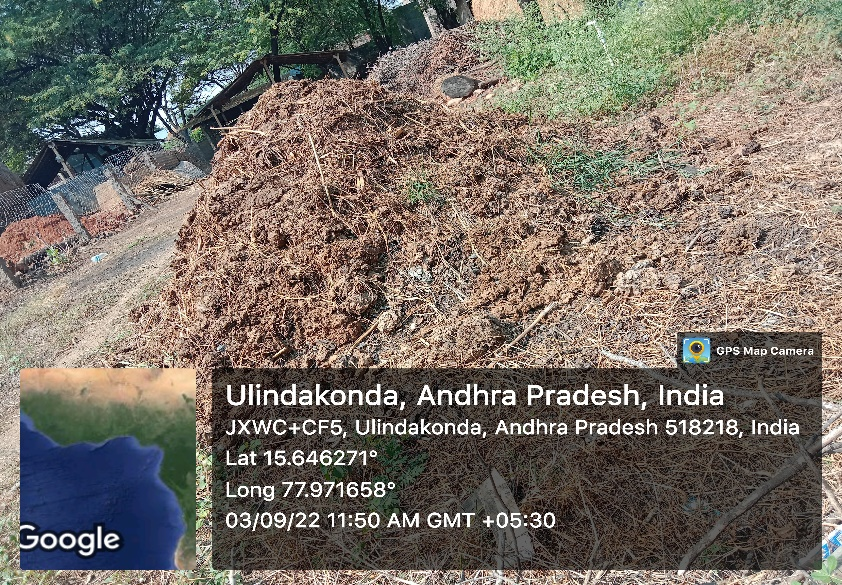 GPS Map Camera
Ulindakonda, Andhra Pradesh, India
JXWC+CF5, Ulindakonda, Andhra Pradesh 518218, India
Lat 15.646271°
Long 77.971658°
03/09/22 11:50 AM GMT +05:30
Google